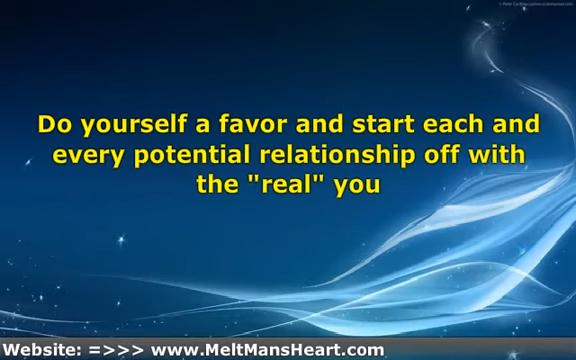 Do yourself a favor and start each and
every potential relationship off with
the "real" you
Website: =>>> www.MeltMansHeart.com